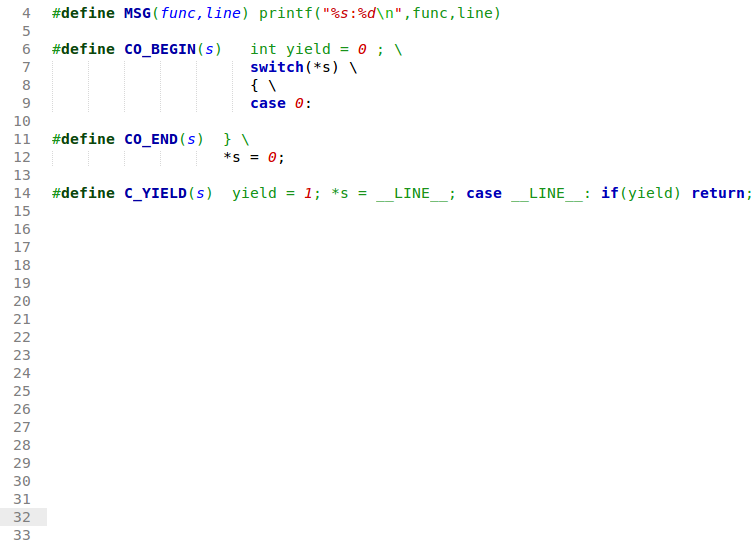 4 #define MSG(func,line) printf("%s:%d\n",func,line)
5
6 #define CO_BEGIN(s)   int yield = 0 ; \
7                       switch(*s) \
8                       { \
9                       case 0:
10
11 #define CO_END(s)  } \
12                    *s = 0;
13
14 #define C_YIELD(s)  yield = 1; *s = __LINE__; case __LINE__: if(yield) return;
15
16
17
18
19
20
21
22
23
24
25
26
27
28
29
30
31
32
33